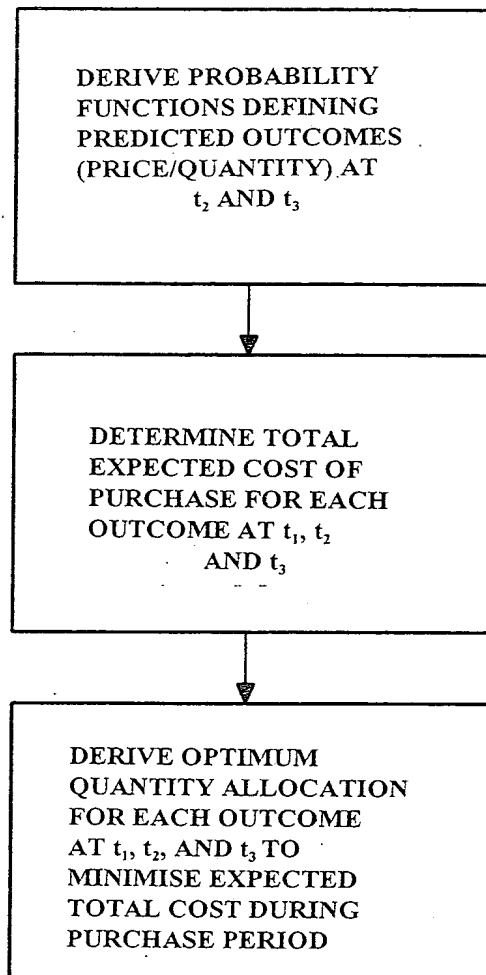 DERIVE PROBABILITY
FUNCTIONS DEFINING
PREDICTED OUTCOMES
(PRICE/QUANTITY) AT
t₂ AND t₃
DETERMINE TOTAL
EXPECTED COST OF
PURCHASE FOR EACH
OUTCOME AT t₁, t₂
AND t₃
DERIVE OPTIMUM
QUANTITY ALLOCATION
FOR EACH OUTCOME
AT t₁, t₂, AND t₃ TO
MINIMISE EXPECTED
TOTAL COST DURING
PURCHASE PERIOD